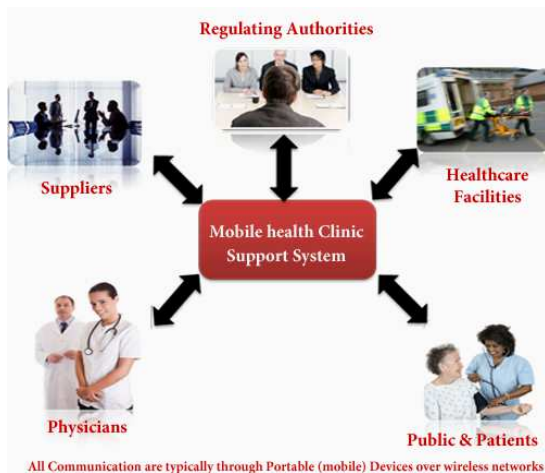 Regulating Authorities
Suppliers
Healthcare
Facilities
Mobile health Clinic
Support System
Physicians
Public & Patients
All Communication are typically through Portable (mobile) Devices over wireless networks